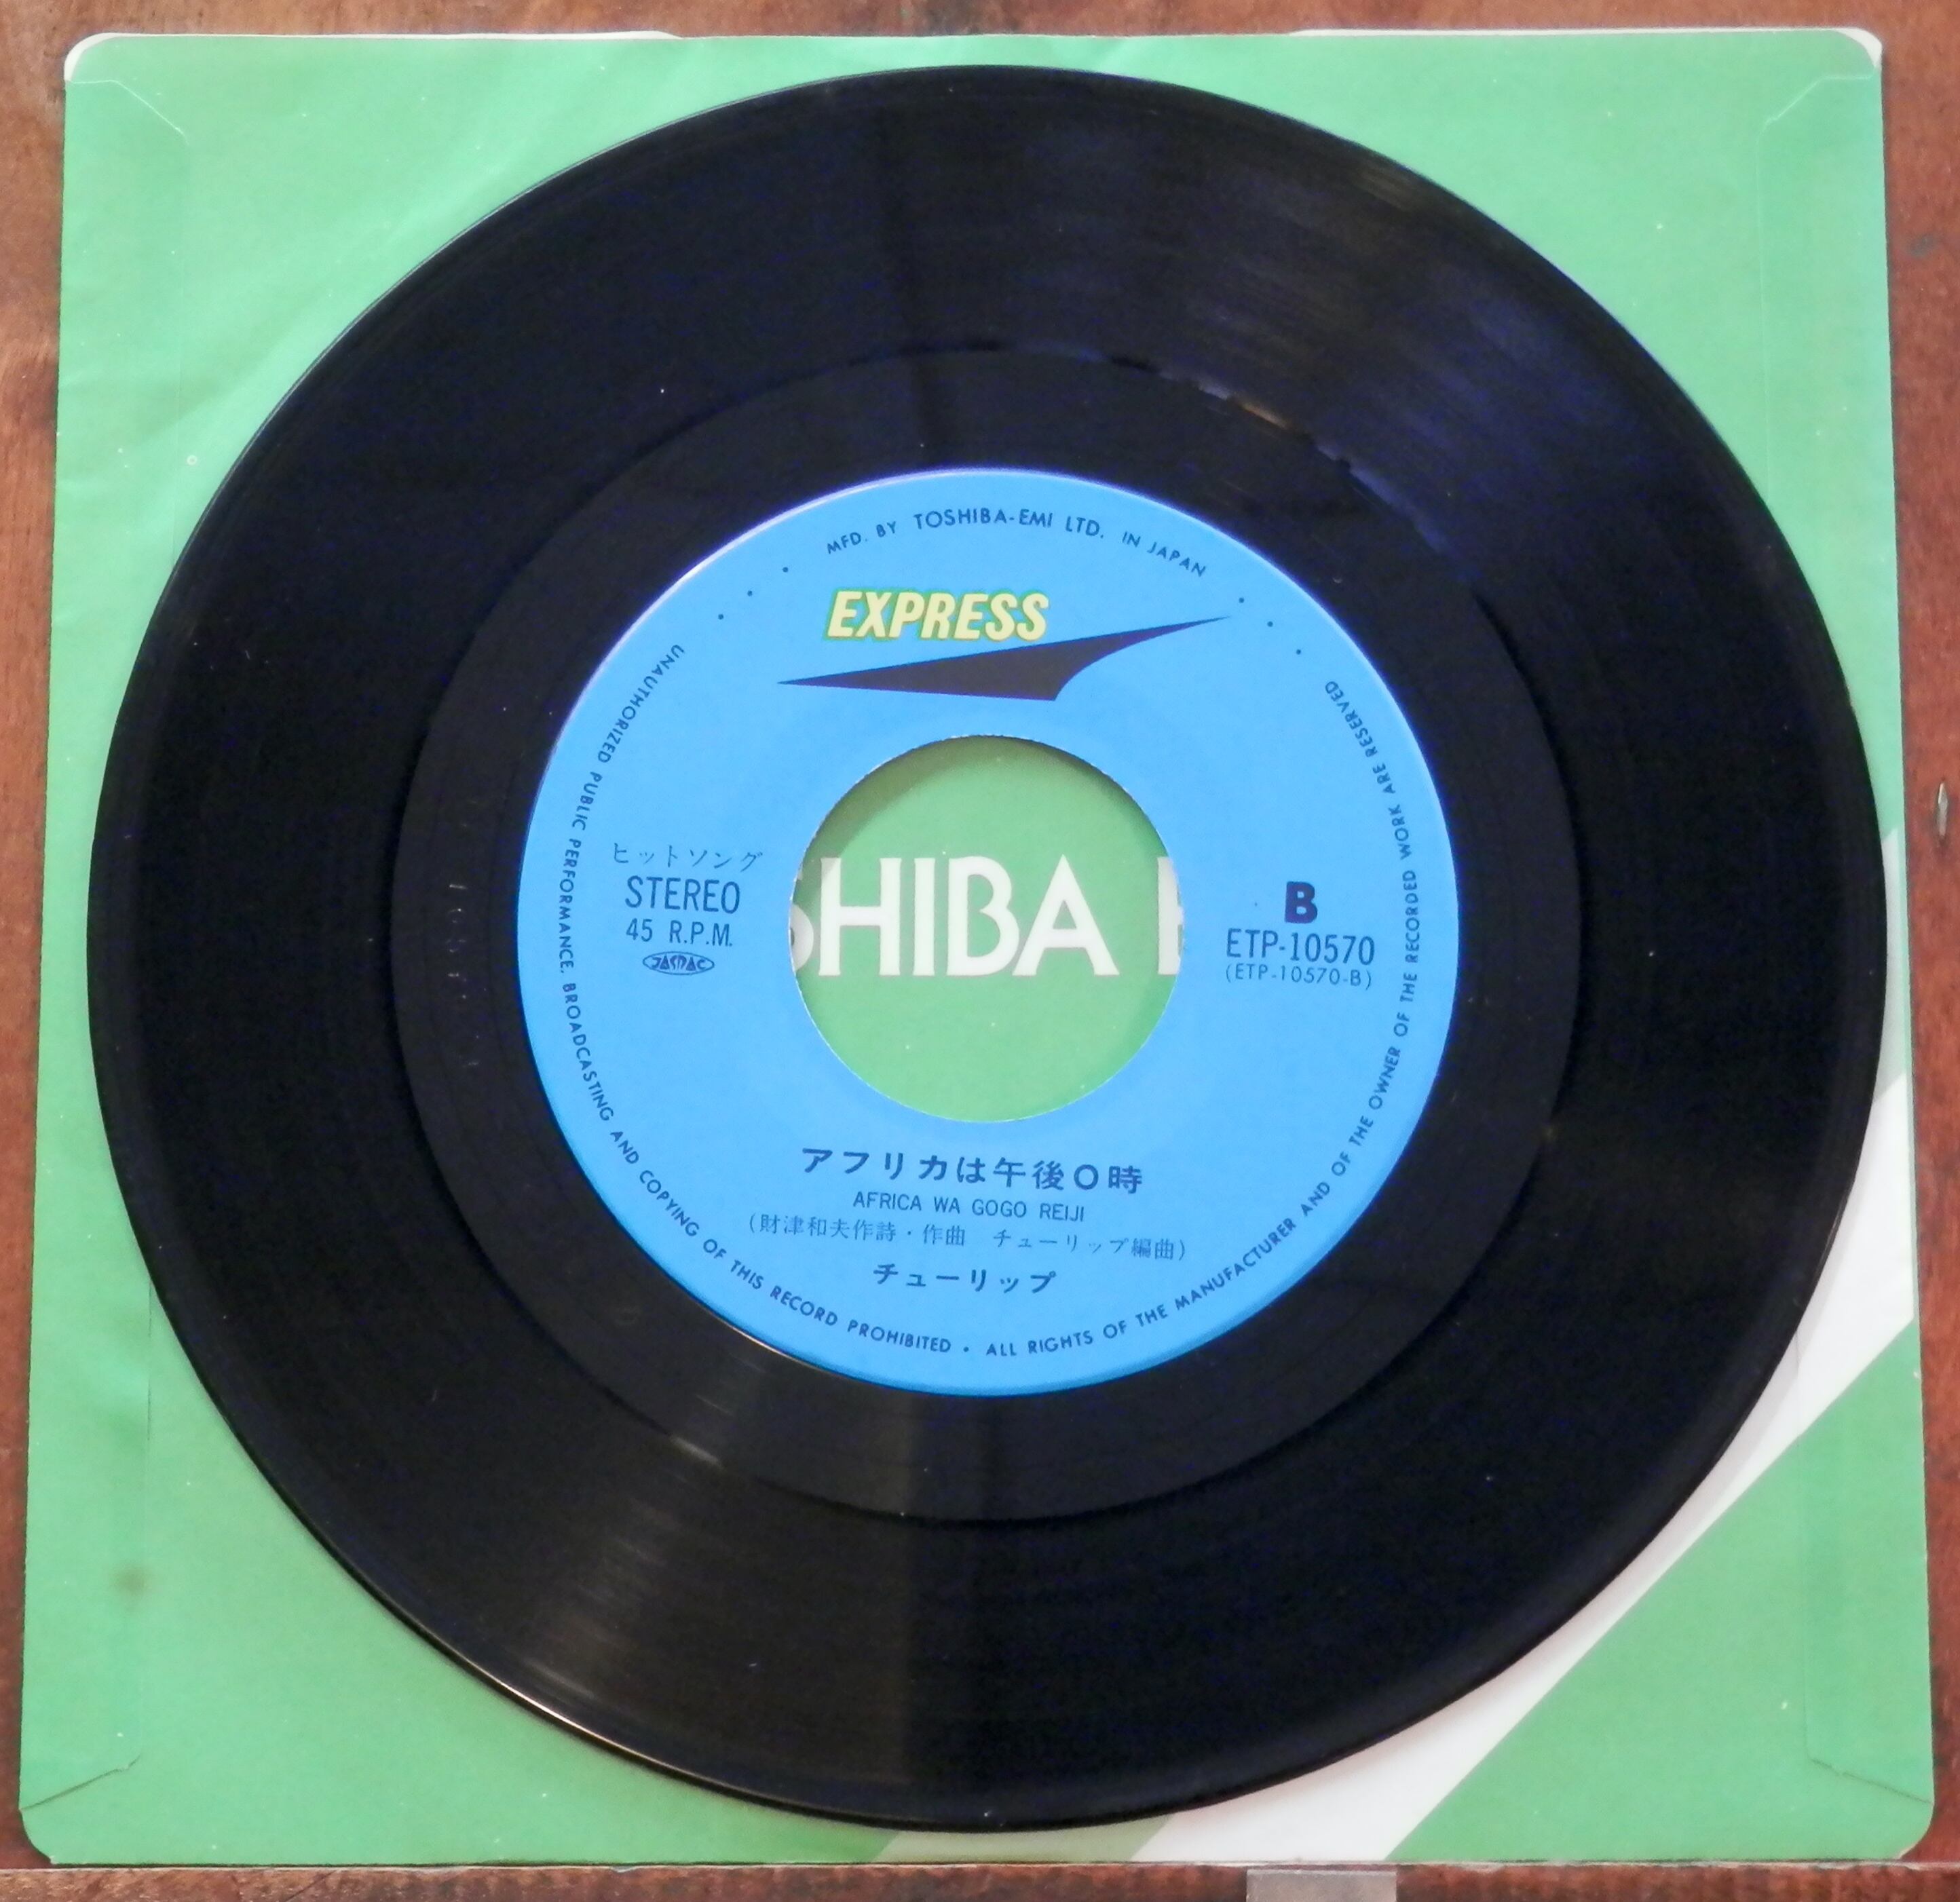 MFD. BY TOSHIBA-EMI LTD. IN JAPAN
EXPRESS
ヒットソング
STEREO
45 R.P.M.
JASRAC
SHIBA E
B
ETP-10570
(ETP-10570-B)
アフリカは午後０時
AFRICA WA GOGO REIJI
(財津和夫作詩・作曲 チューリップ編曲)
チューリップ
UNAUTHORIZED PUBLIC PERFORMANCE, BROADCASTING AND COPYING OF THIS RECORD PROHIBITED • ALL RIGHTS OF THE MANUFACTURER AND OF THE OWNER OF THE RECORDED WORK ARE RESERVED